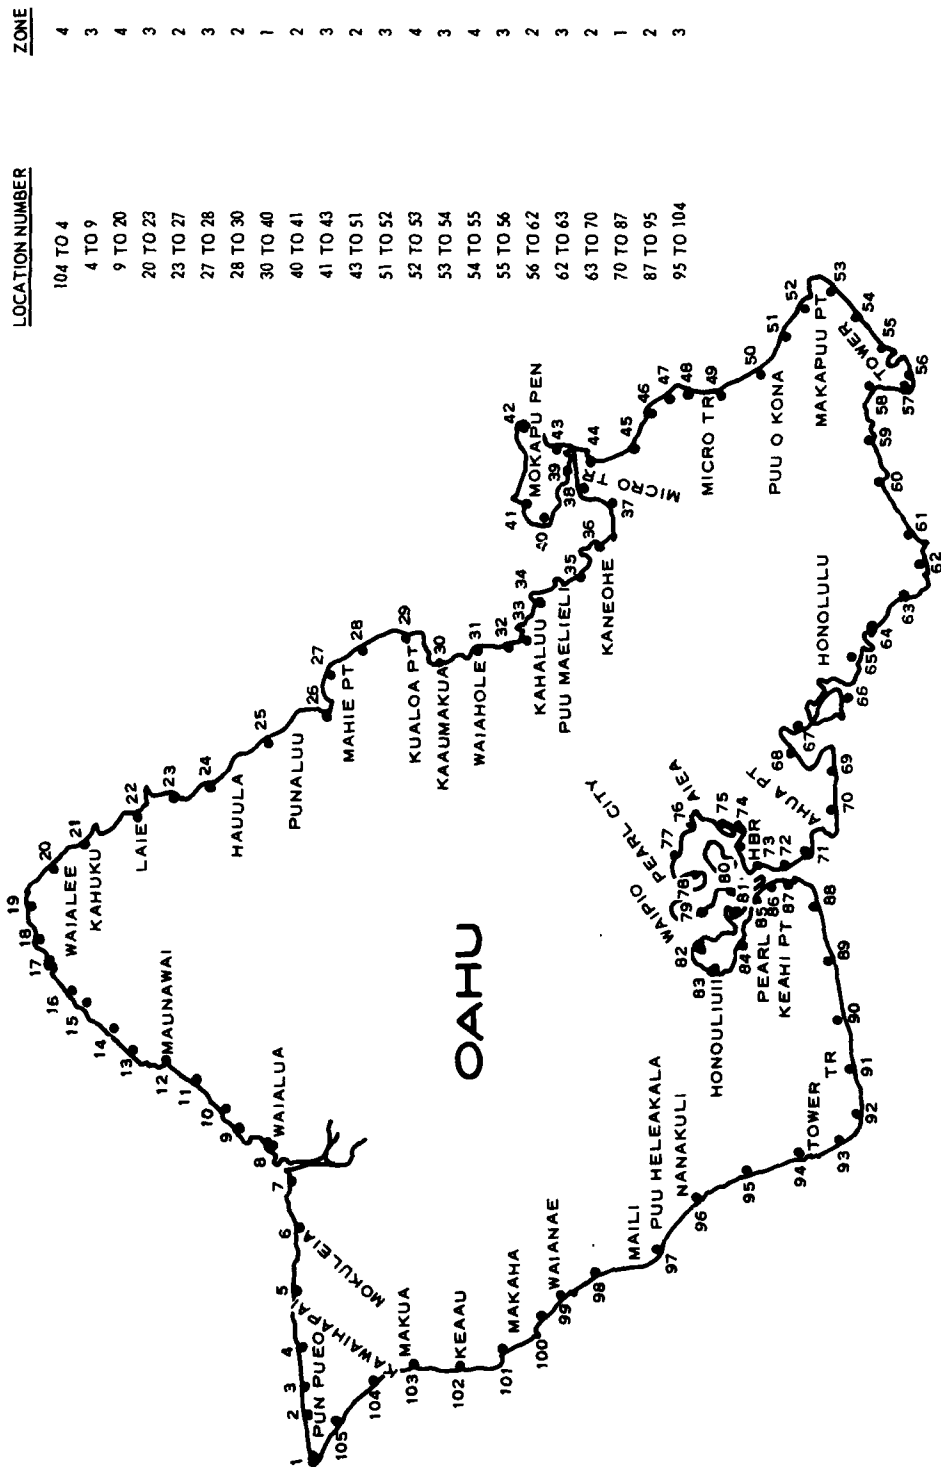 LOCATION NUMBER ZONE
104 TO 4 4
4 TO 9 3
9 TO 20 4
20 TO 23 3
23 TO 27 2
27 TO 28 3
28 TO 30 2
30 TO 40 1
40 TO 41 2
41 TO 43 3
43 TO 51 2
51 TO 52 3
52 TO 53 4
53 TO 54 3
54 TO 55 4
55 TO 56 3
56 TO 62 2
62 TO 63 3
63 TO 70 2
70 TO 87 1
87 TO 95 2
95 TO 104 3
OAHU
1
2
3
4
5
6
7
8
9
10
11
12
13
14
15
16
17
18
19
20
21
22
23
24
25
26
27
28
29
30
31
32
33
34
35
36
37
38
39
40
41
42
43
44
45
46
47
48
49
50
51
52
53
54
55
56
57
58
59
60
61
62
63
64
65
66
67
68
69
70
71
72
73
74
75
76
77
78
79
80
81
82
83
84
85
86
87
88
89
90
91
92
93
94
95
96
97
98
99
100
101
102
103
104
105
PUN PUEO
KAWAIHAPAI
MOKULEIA
WAIALUA
MAUNAWAI
WAIALEE
KAHUKU
LAIE
HAUULA
PUNALUU
MAHIE PT
KUALOA PT
KAAUMAKUA
WAIAHOLE
KAHALUU
PUU MAELIELI
KANEOHE
MOKAPU PEN
MICRO TR
MICRO TR
PUU O KONA
MAKAPUU PT
TOWER
HONOLULU
AHUA PT
AIEA
PEARL CITY
WAIPIO
HONOULIULI
PEARL HBR
KEAHI PT
TOWER TR
NANAKULI
PUU HELEAKALA
MAILI
WAIANAE
MAKAHA
KEAAU
MAKUA